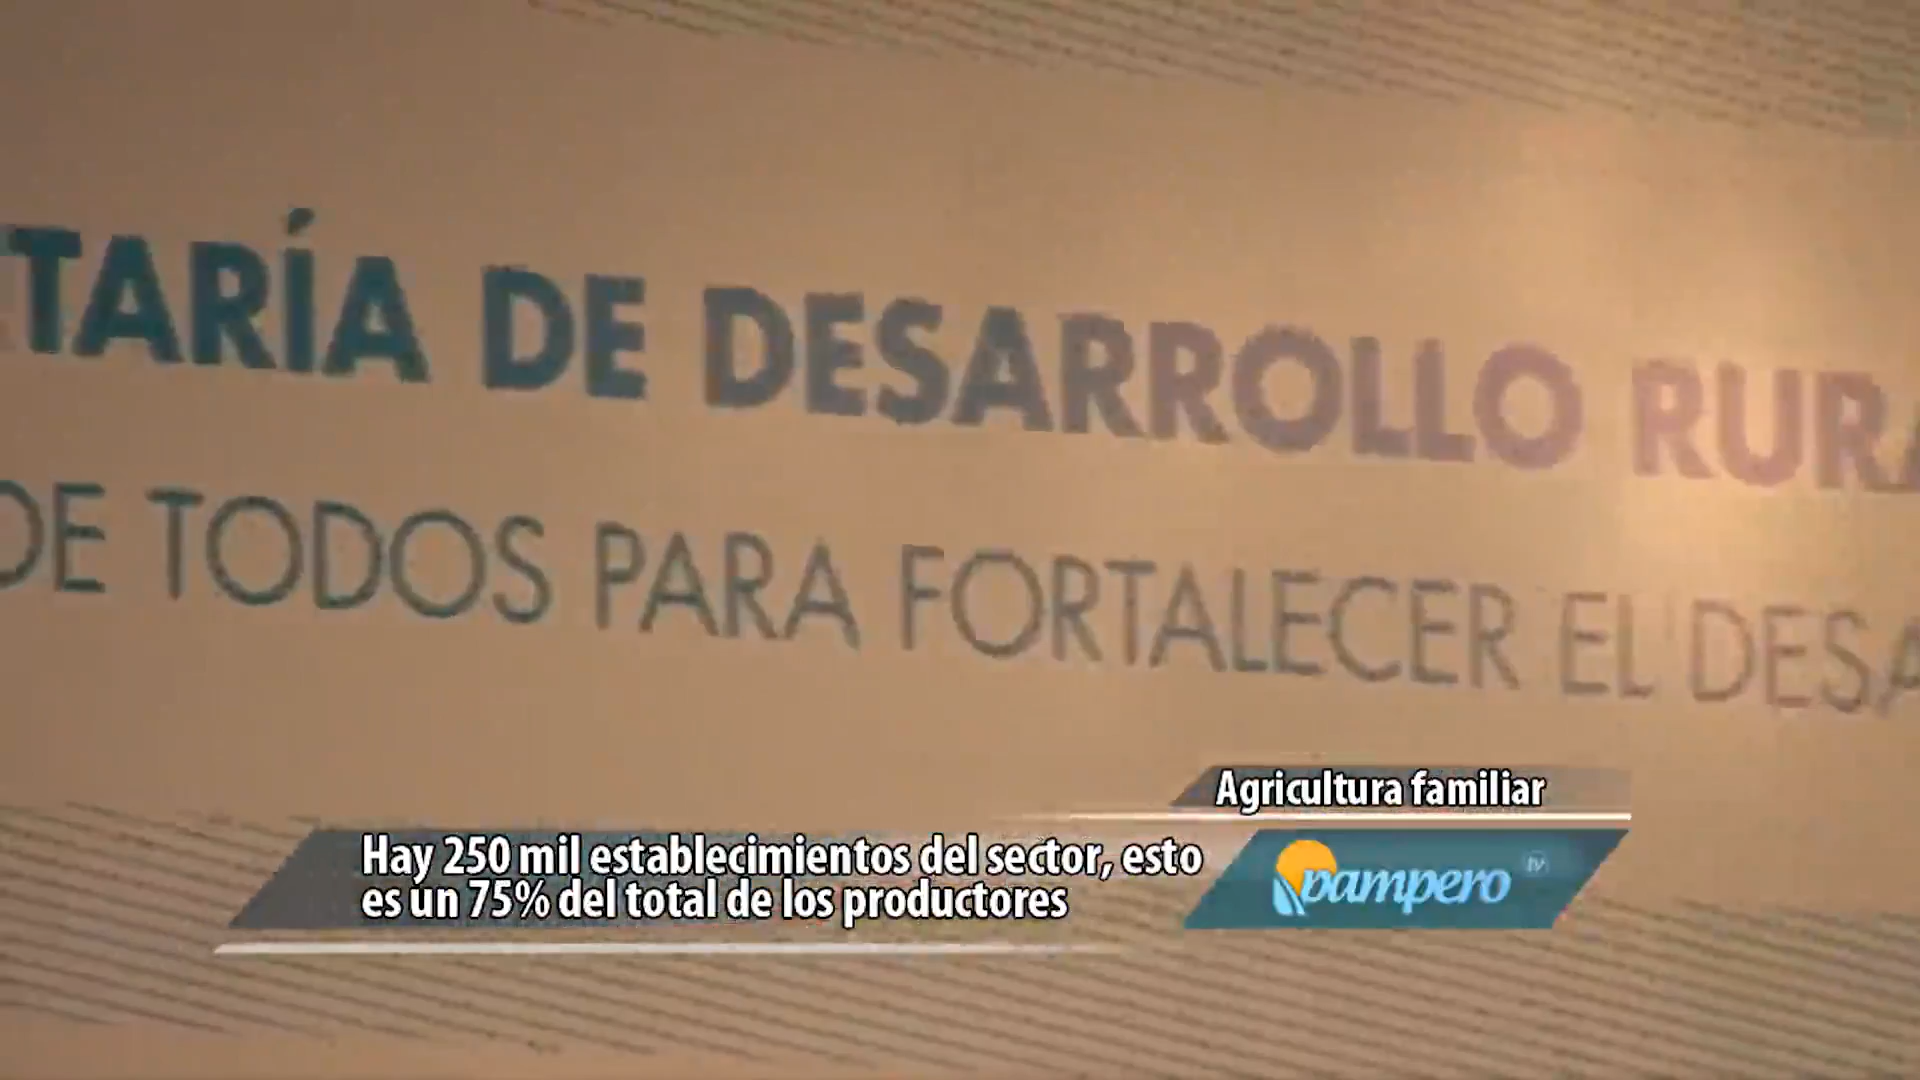 TARÍA DE DESARROLLO RURA
DE TODOS PARA FORTALECER EL DESA
Agricultura familiar
Hay 250 mil establecimientos del sector, esto
es un 75% del total de los productores
pampero tv